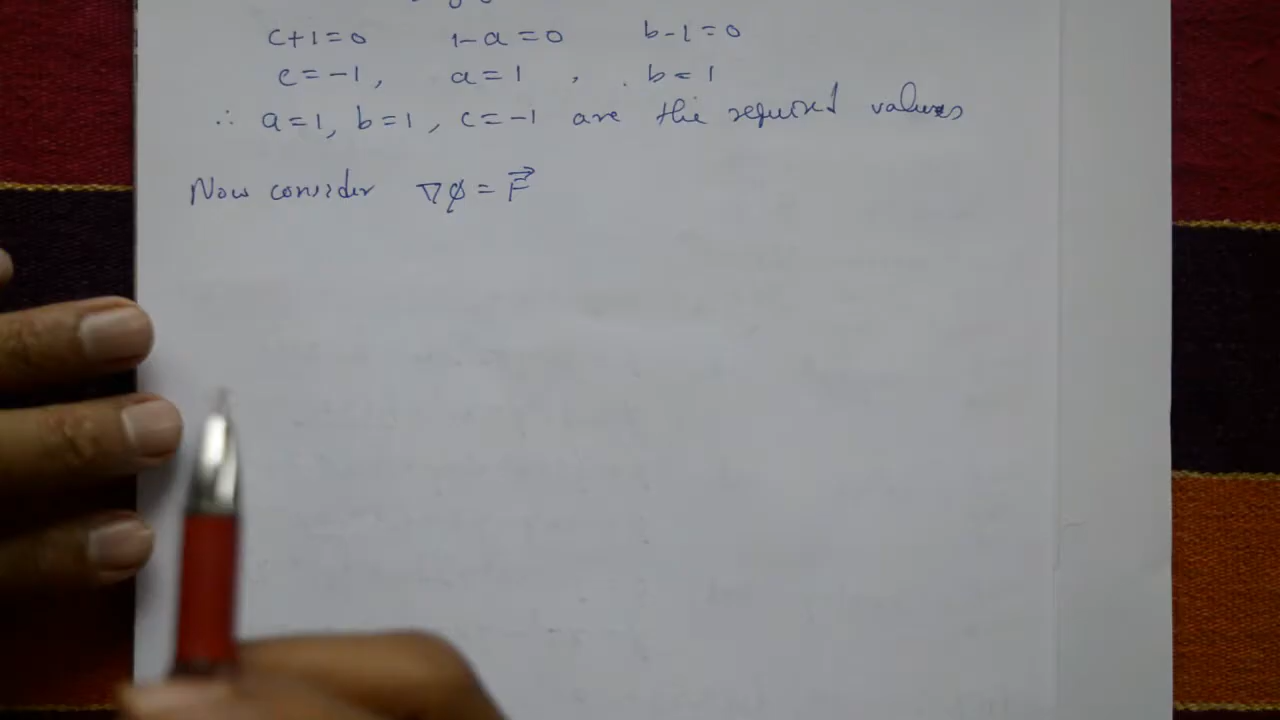 c+1=0 1-a=0 b-1=0
c=-1, a=1, b=1
∴ a=1, b=1, c=-1 are the required values
Now consider ∇φ = F⃗